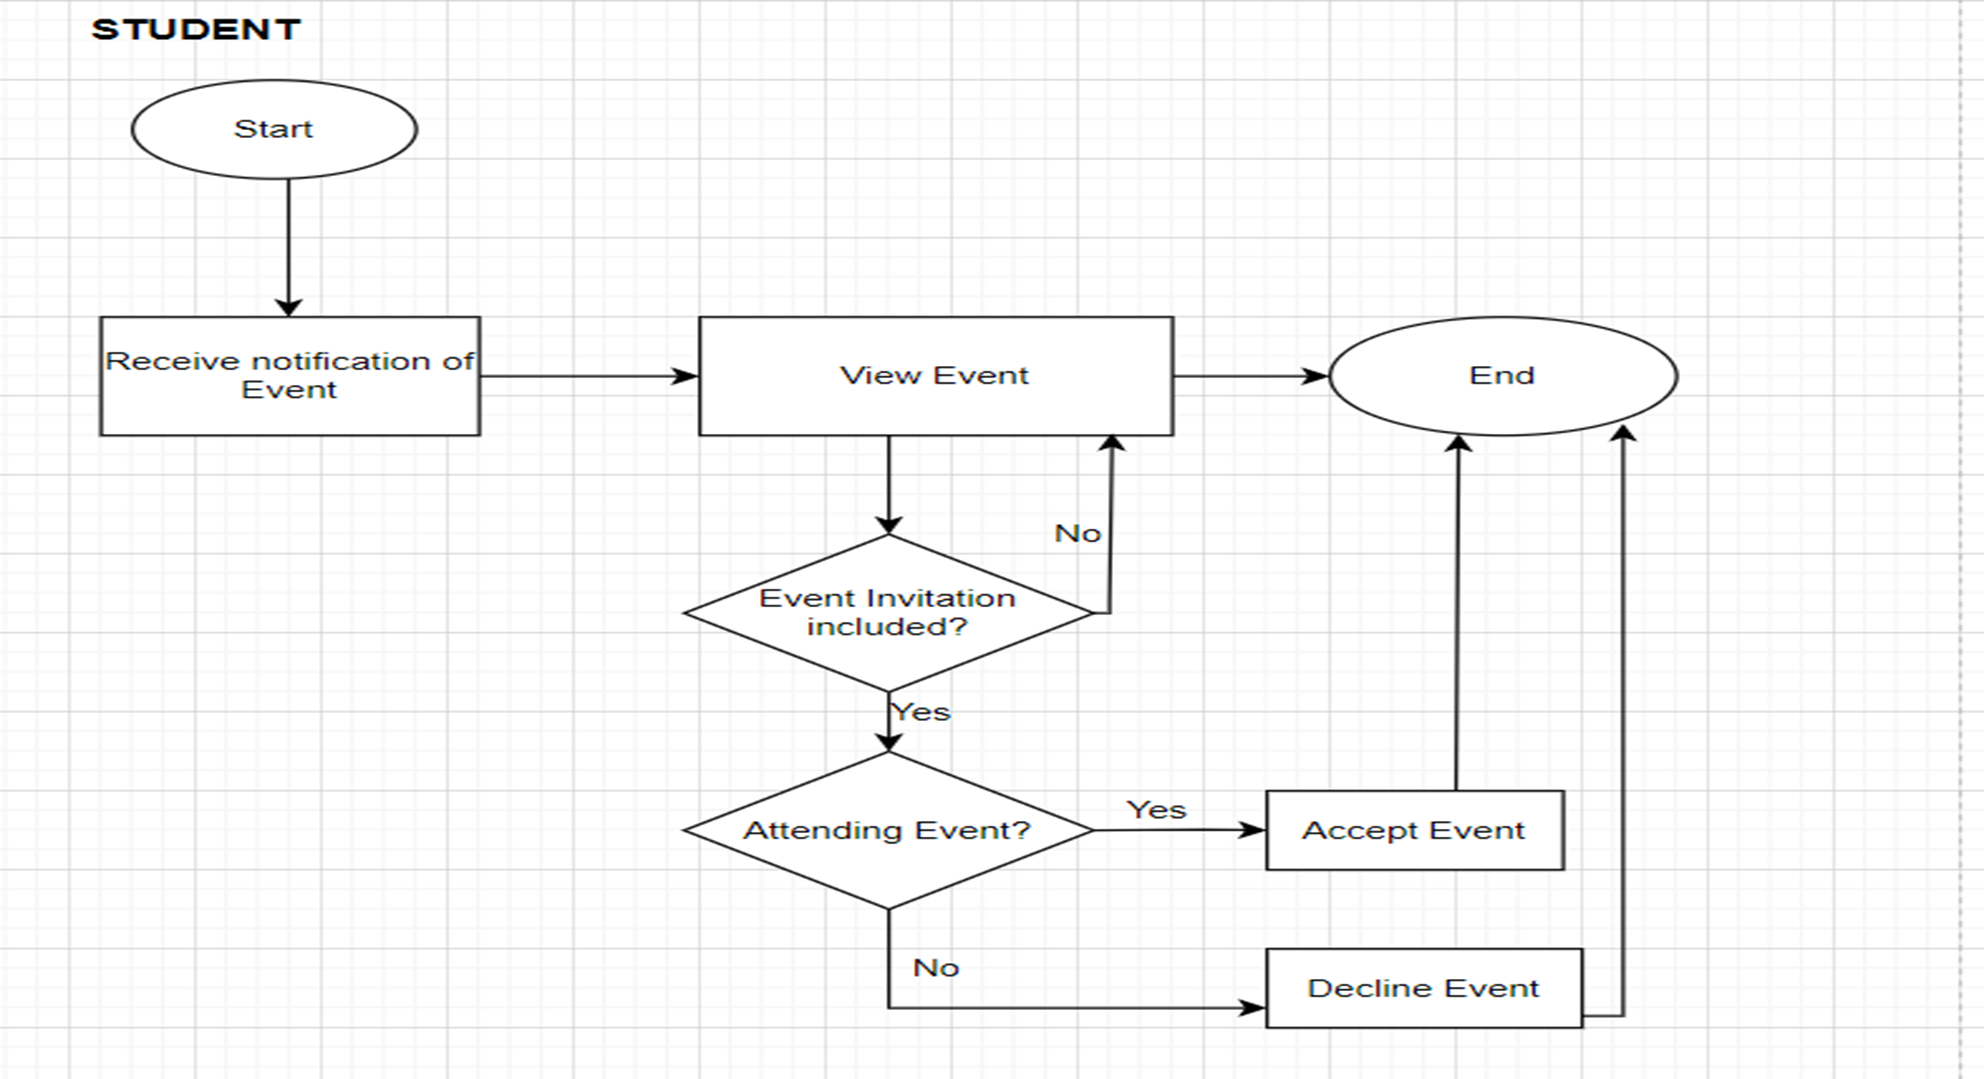 STUDENT
Start
Receive notification of
Event
View Event
End
No
Event Invitation
included?
Yes
Attending Event?
Yes
Accept Event
No
Decline Event